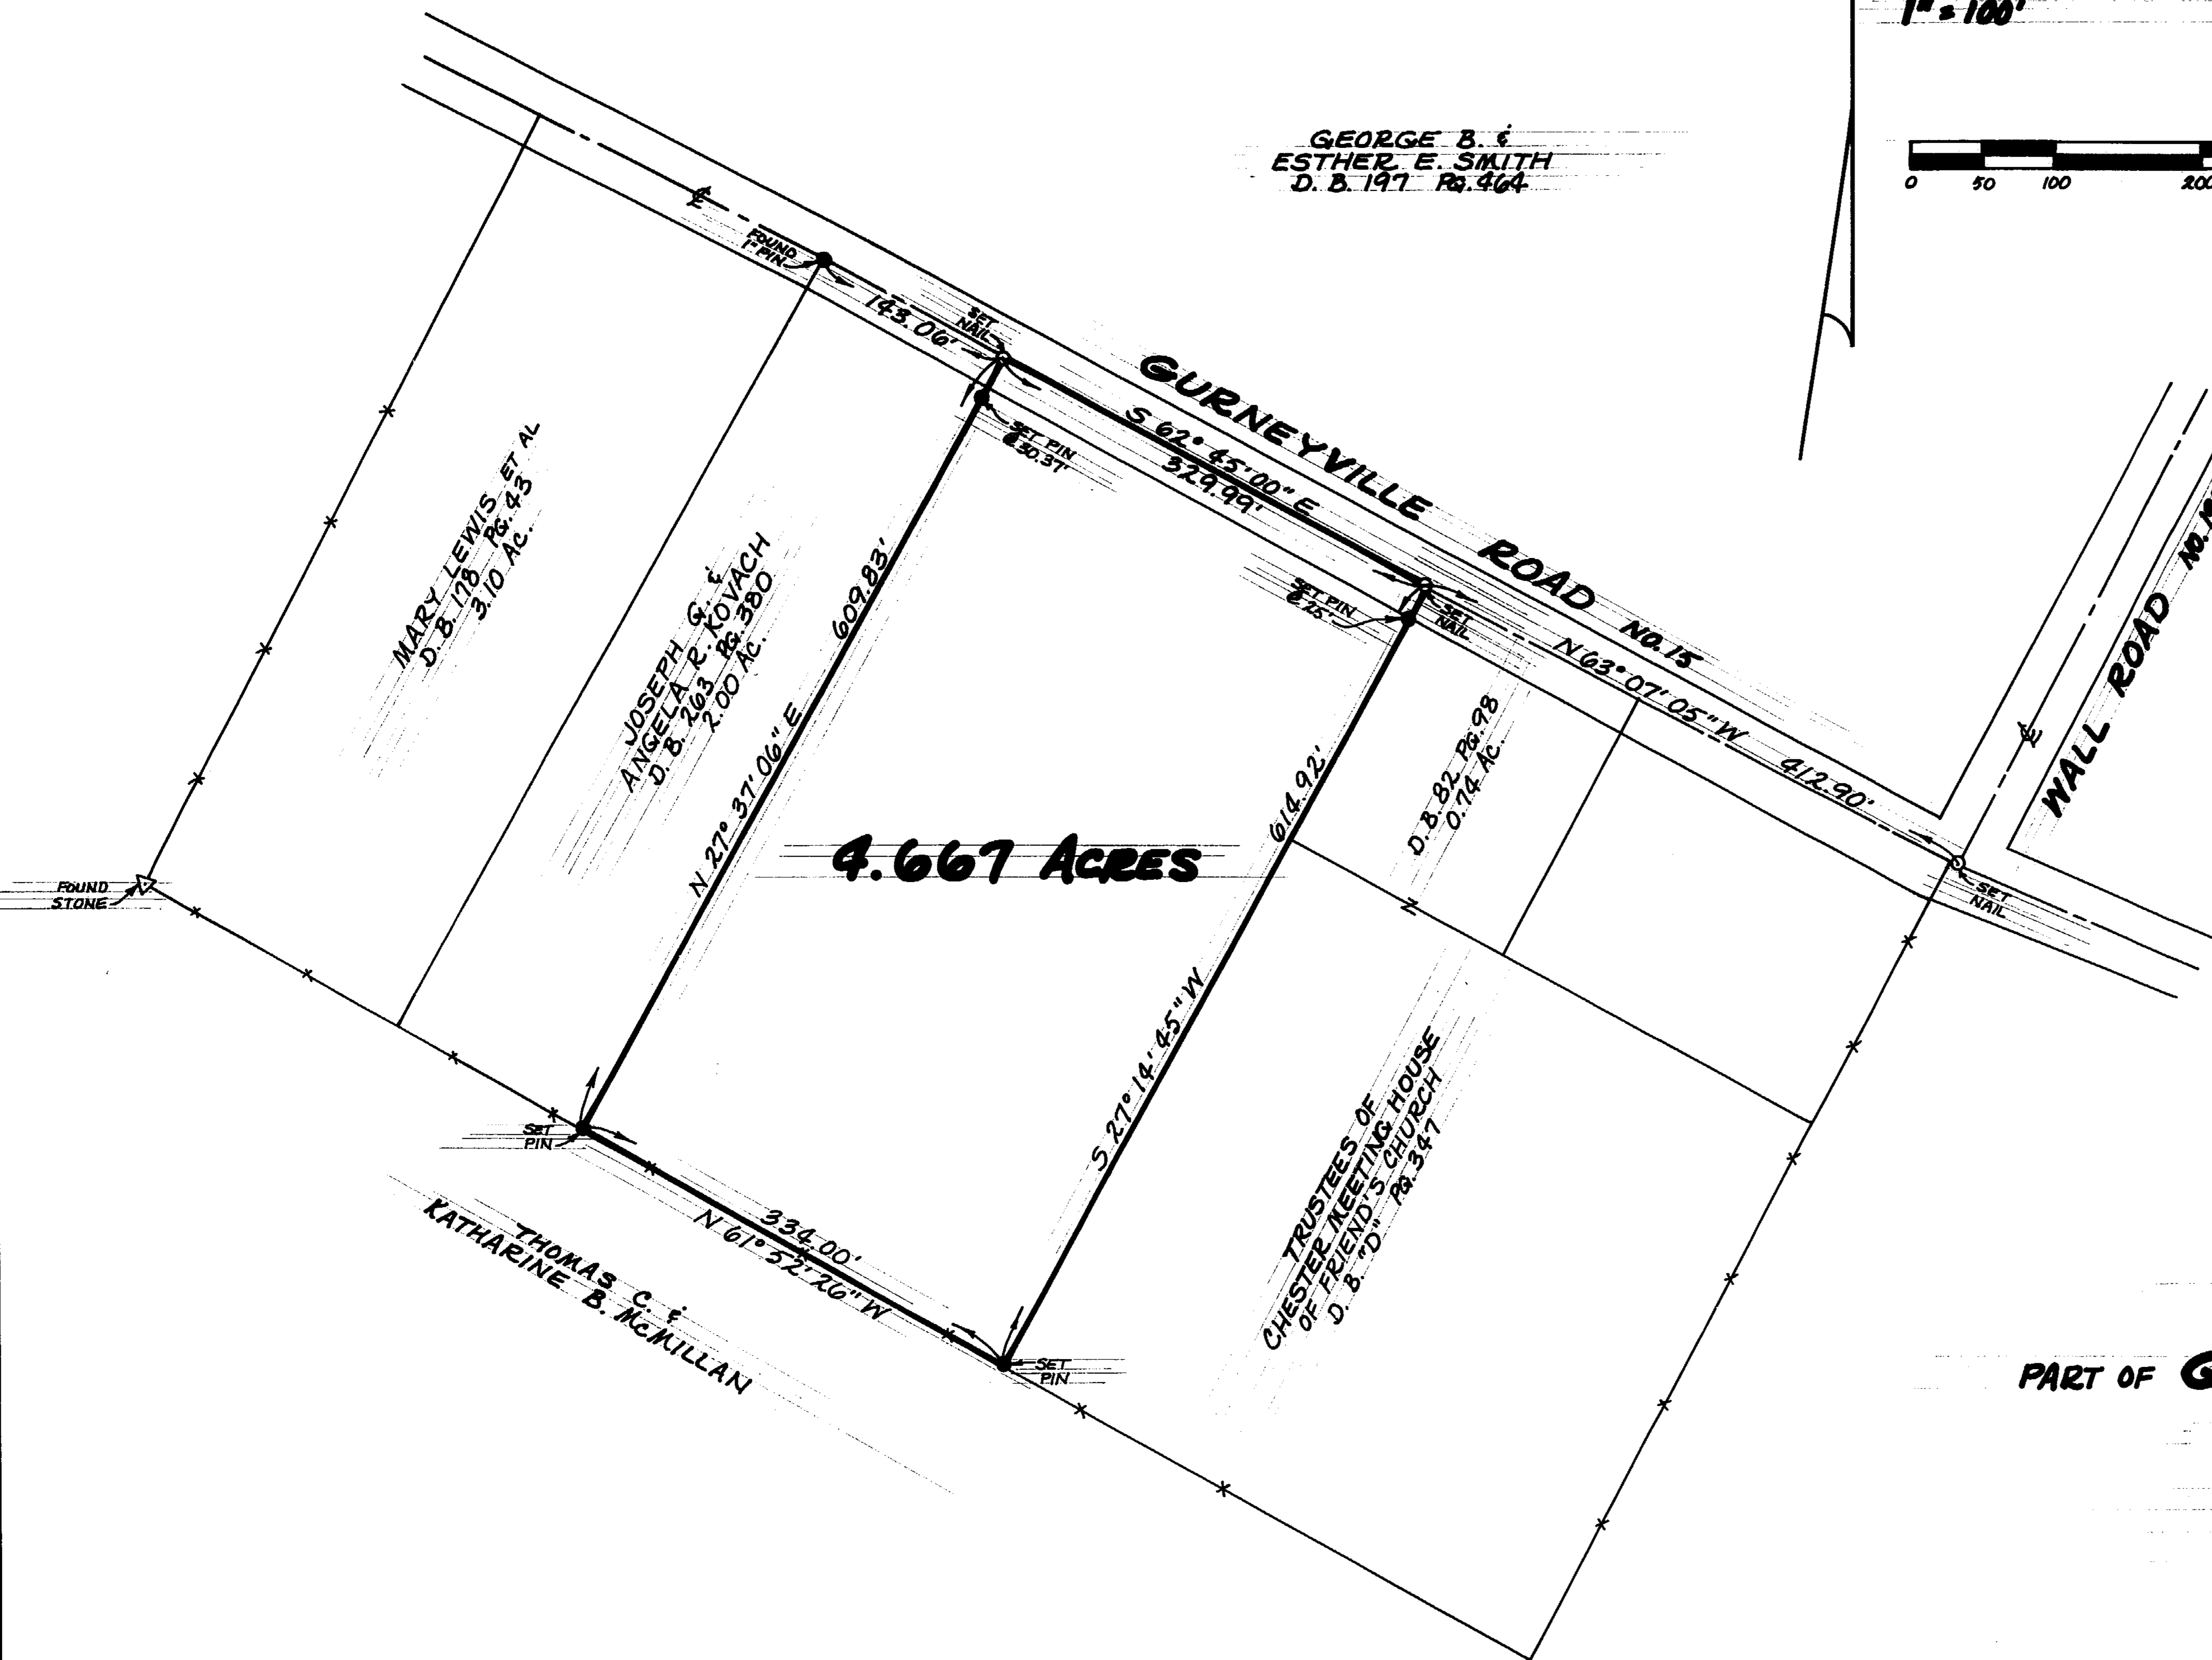 1" = 100'
0 50 100 200
GEORGE B. &
ESTHER E. SMITH
D. B. 197 PG. 464
FOUND
1" PIN
143.06'
SET
NAIL
GURNEYVILLE ROAD NO. 15
S 62° 45' 00" E
329.99'
SET PIN
@ 30.37'
SET PIN
@ 25'
SET
NAIL
N 63° 07' 05" W 412.90'
WALL ROAD NO.
SET
NAIL
MARY LEWIS ET AL
D. B. 178 PG. 43
3.10 AC.
JOSEPH G. &
ANGELA R. KOVACH
D. B. 263 PG. 380
2.00 AC.
N 27° 37' 06" E 609.83'
4.667 ACRES
S 27° 14' 45" W 614.92'
D. B. 82 PG. 98
0.74 AC.
Z
FOUND
STONE
SET
PIN
334.00'
N 61° 52' 26" W
SET
PIN
THOMAS C. &
KATHARINE B. McMILLAN
TRUSTEES OF
CHESTER MEETING HOUSE
OF FRIEND'S CHURCH
D. B. "D" PG. 347
PART OF G